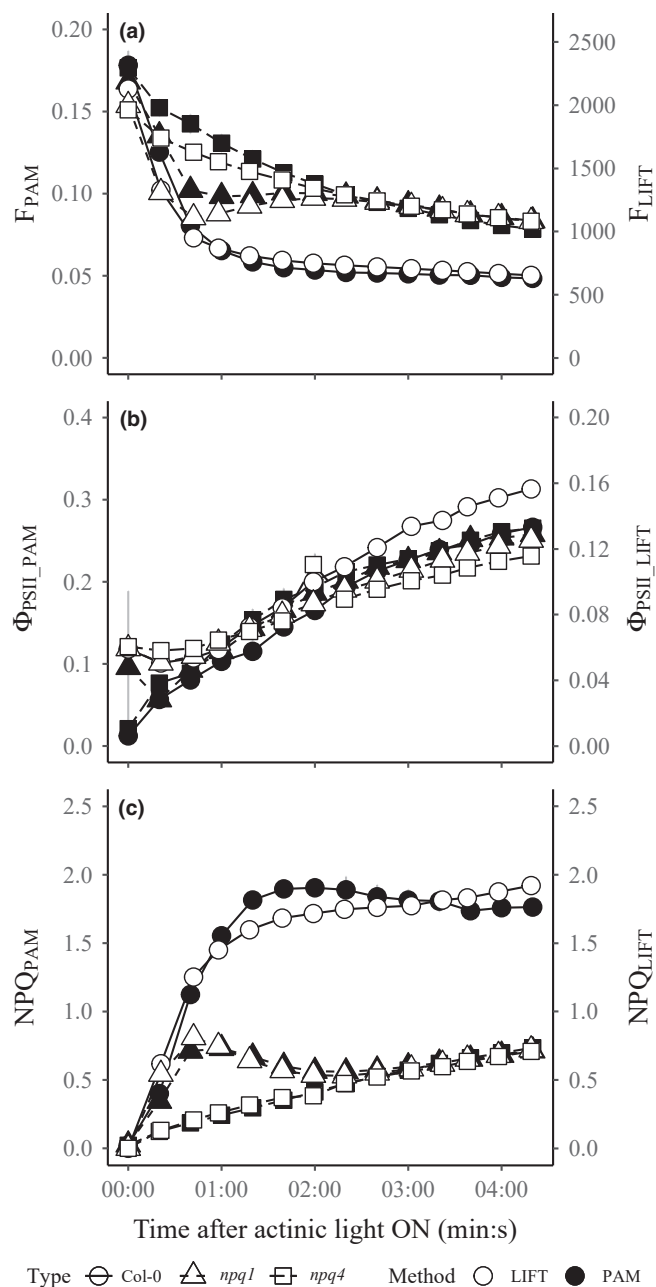 (a)
0.20
0.15
0.10
0.05
0.00
F_PAM
2500
2000
1500
1000
500
0
F_LIFT
(b)
0.4
0.3
0.2
0.1
0.0
Φ_PSII_PAM
0.20
0.16
0.12
0.08
0.04
0.00
Φ_PSII_LIFT
(c)
2.5
2.0
1.5
1.0
0.5
0.0
NPQ_PAM
2.5
2.0
1.5
1.0
0.5
0.0
NPQ_LIFT
00:00 01:00 02:00 03:00 04:00
Time after actinic light ON (min:s)
Type Col-0 npq1 npq4 Method LIFT PAM